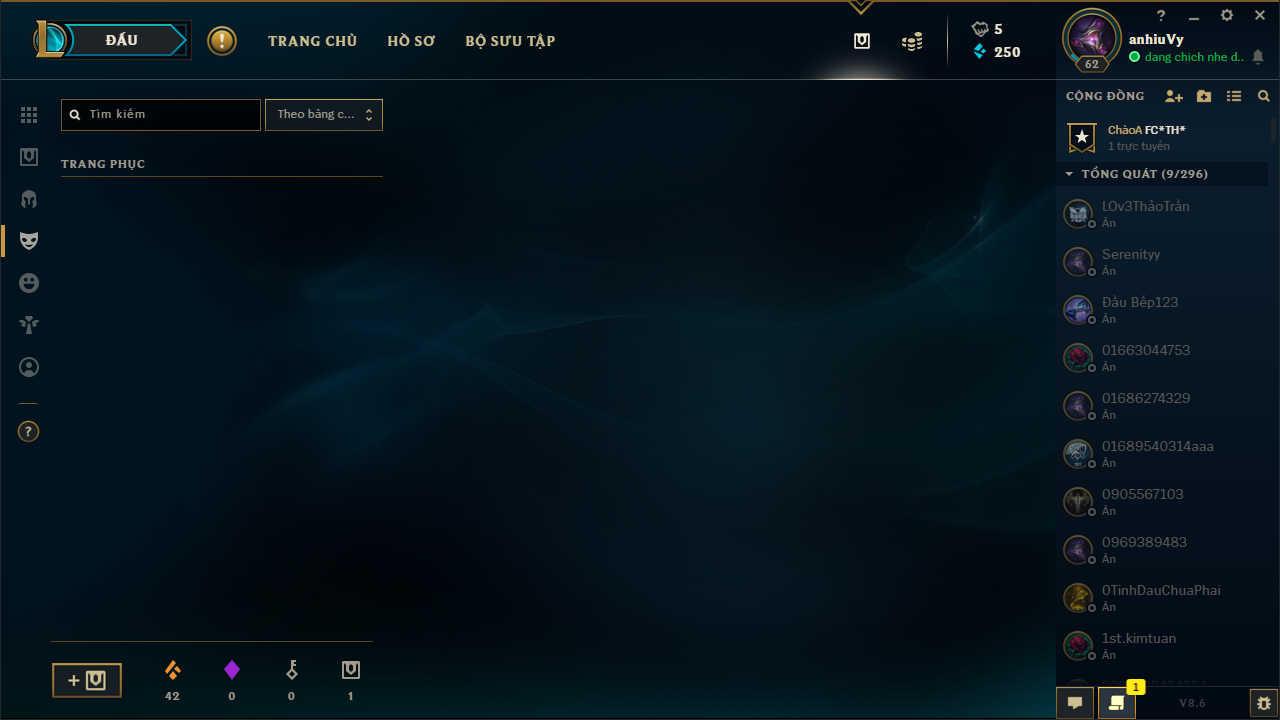 ĐẤU
TRANG CHỦ
HỒ SƠ
BỘ SƯU TẬP
5
250
62
anhiuVy
dang chich nhe d..
Tìm kiếm
Theo bảng c...
TRANG PHỤC
CỘNG ĐỒNG
ChàoA FC*TH*
1 trực tuyến
TỔNG QUÁT (9/296)
LOv3ThảoTrần
Ẩn
Serenityy
Ẩn
Đầu Bếp123
Ẩn
01663044753
Ẩn
01686274329
Ẩn
01689540314aaa
Ẩn
0905567103
Ẩn
0969389483
Ẩn
0TinhDauChuaPhai
Ẩn
1st.kimtuan
Ẩn
42
0
0
1
1
V8.6